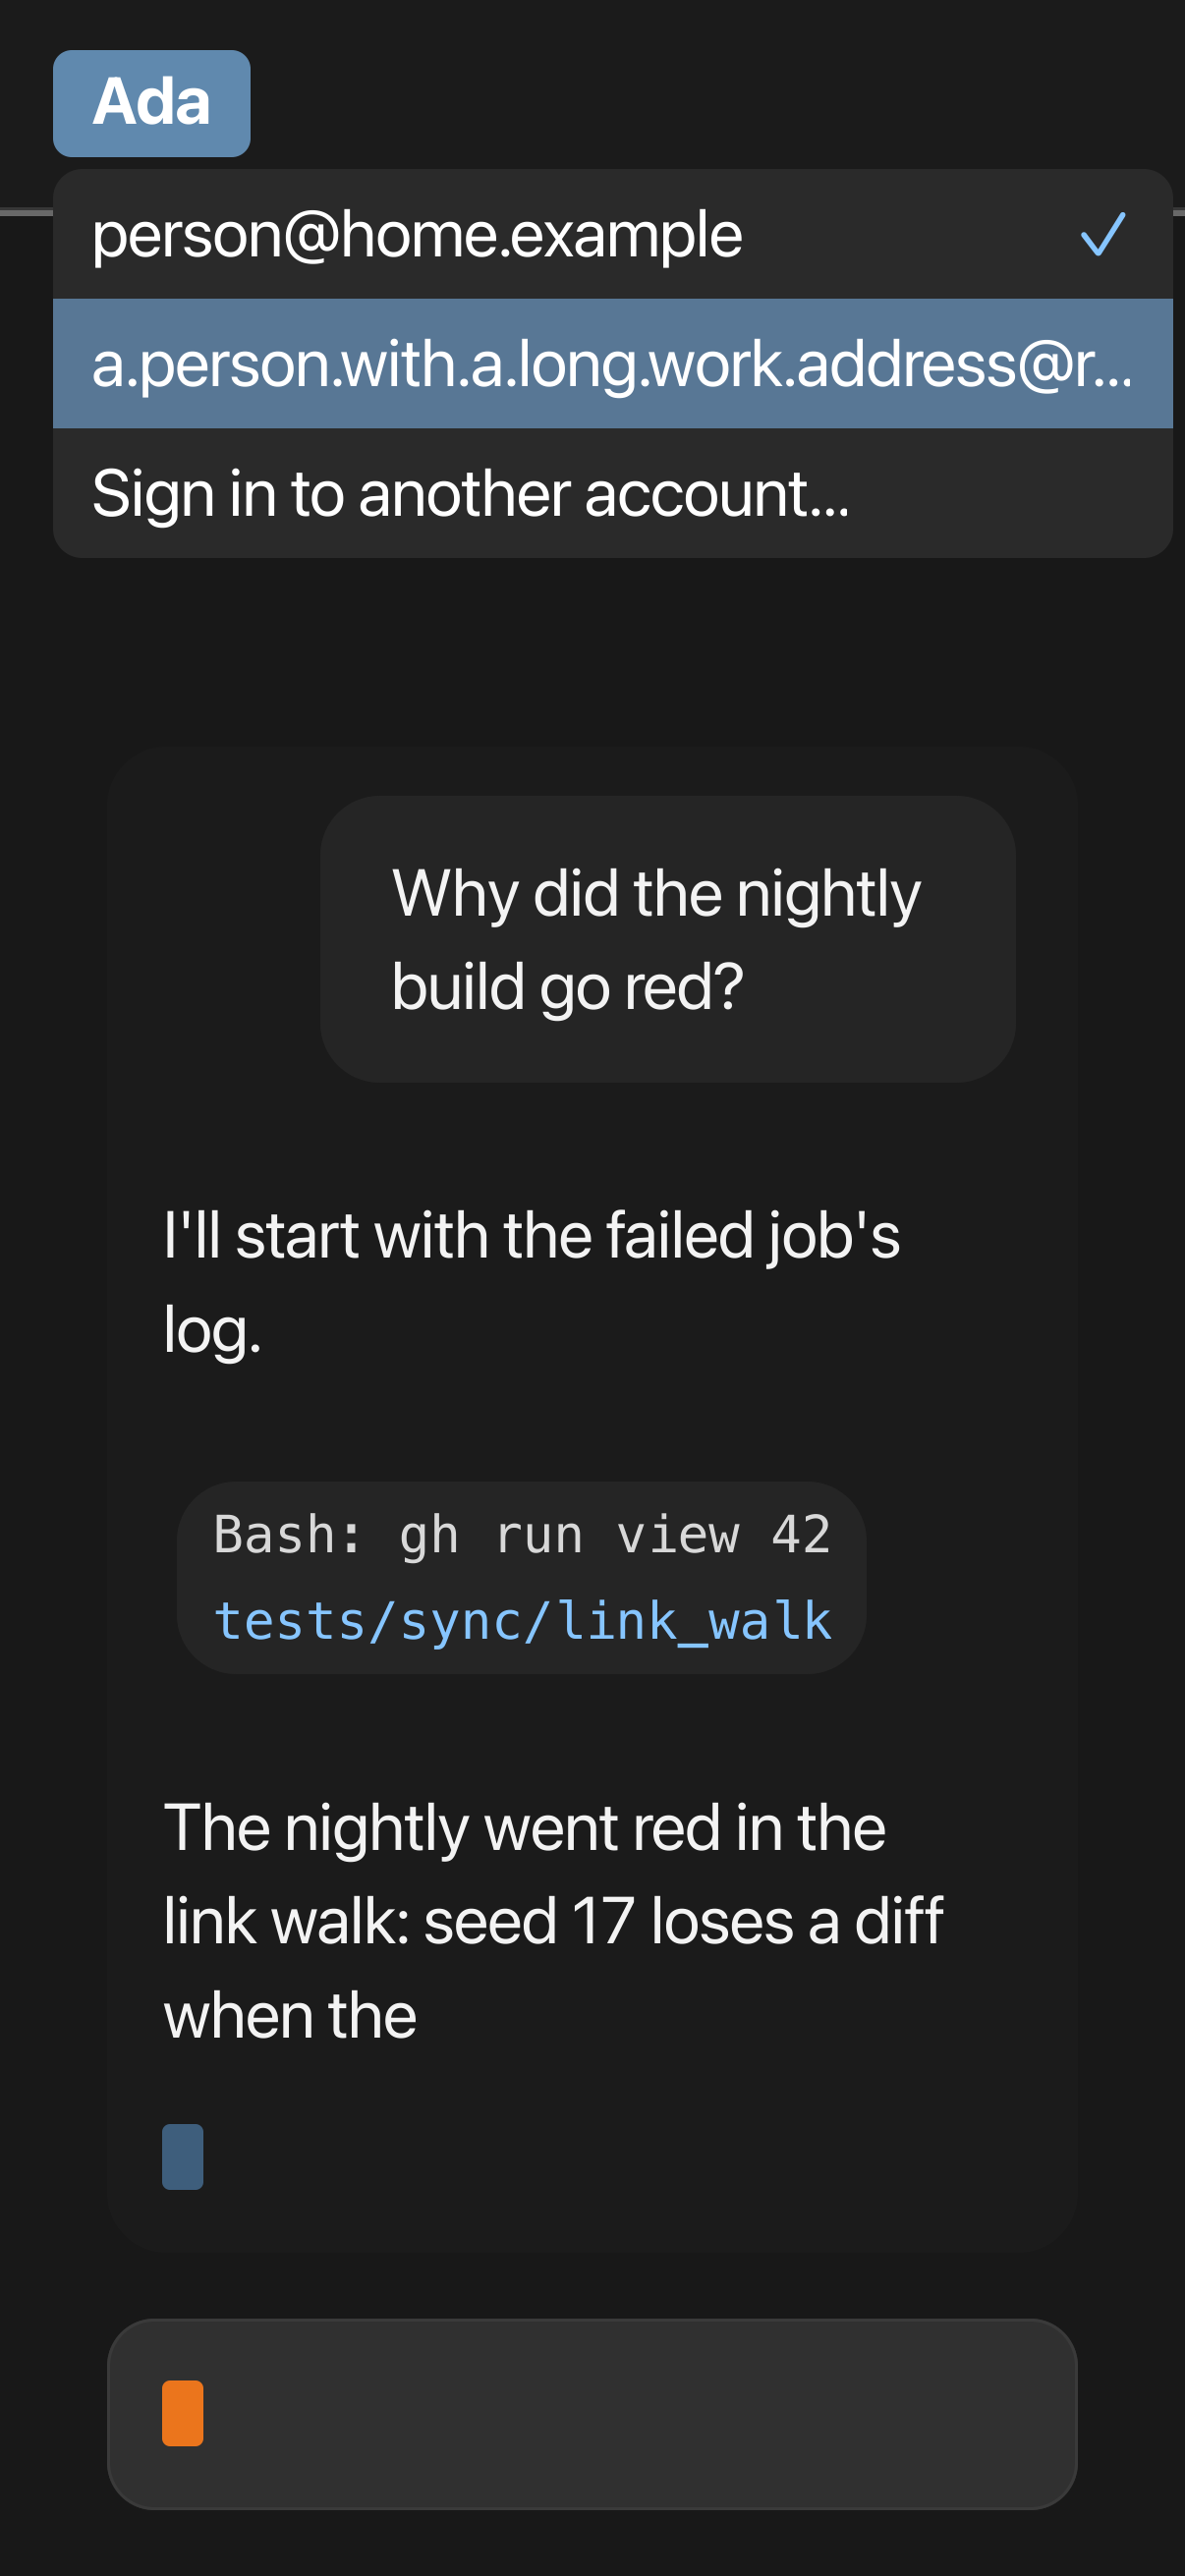 Ada
person@home.example
a.person.with.a.long.work.address@r...
Sign in to another account...
Why did the nightly
build go red?
I'll start with the failed job's
log.
Bash: gh run view 42
tests/sync/link_walk
The nightly went red in the
link walk: seed 17 loses a diff
when the